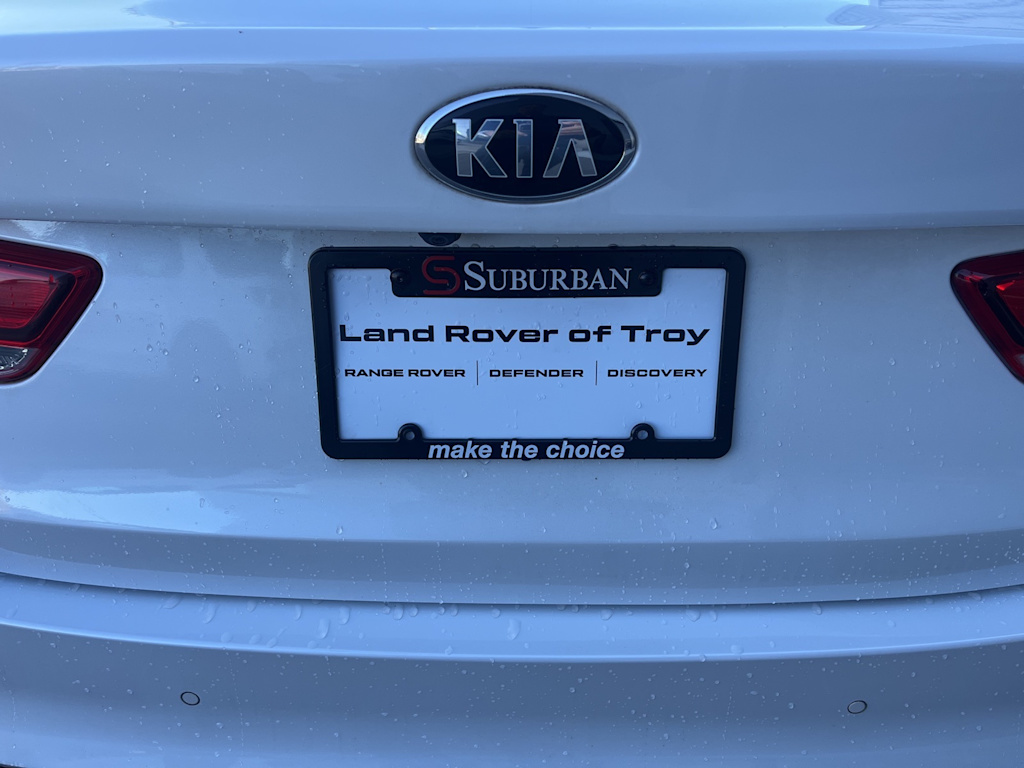 KIA
S SUBURBAN
Land Rover of Troy
RANGE ROVER | DEFENDER | DISCOVERY
make the choice